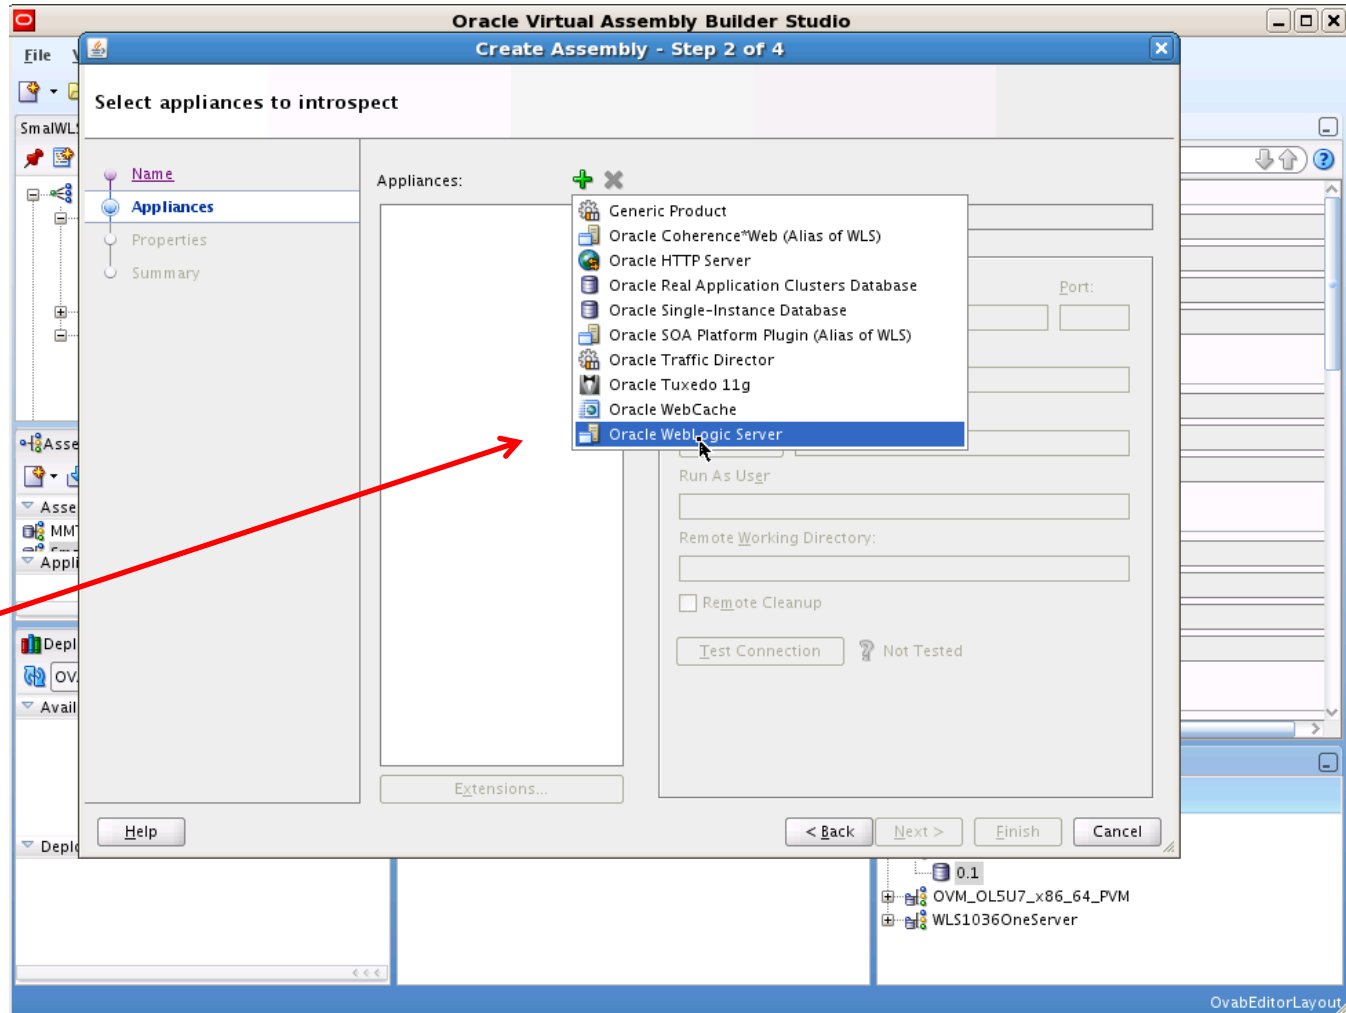 Oracle Virtual Assembly Builder Studio
File
Create Assembly - Step 2 of 4
Select appliances to introspect
SmalWL
Name
Appliances
Properties
Summary
Appliances:
Generic Product
Oracle Coherence*Web (Alias of WLS)
Oracle HTTP Server
Oracle Real Application Clusters Database
Oracle Single-Instance Database
Oracle SOA Platform Plugin (Alias of WLS)
Oracle Traffic Director
Oracle Tuxedo 11g
Oracle WebCache
Oracle WebLogic Server
Port:
Run As User
Remote Working Directory:
Remote Cleanup
Test Connection
Not Tested
Extensions...
Help
< Back
Next >
Finish
Cancel
Asse
Asse
MMT
Appli
Depl
OV
Avail
Deplo
0.1
OVM_OL5U7_x86_64_PVM
WLS1036OneServer
OvabEditorLayout